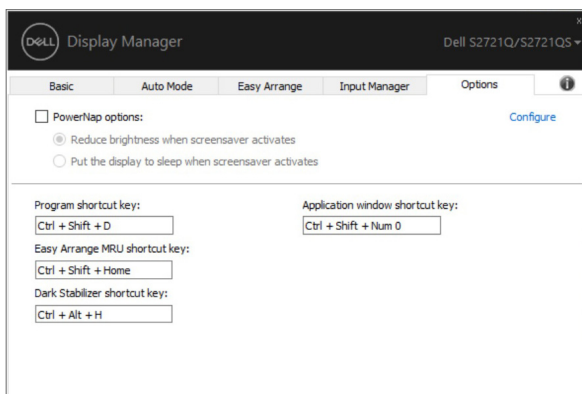 DELL Display Manager
Dell S2721Q/S2721QS
Basic
Auto Mode
Easy Arrange
Input Manager
Options
PowerNap options:
Configure
Reduce brightness when screensaver activates
Put the display to sleep when screensaver activates
Program shortcut key:
Application window shortcut key:
Ctrl + Shift + D
Ctrl + Shift + Num 0
Easy Arrange MRU shortcut key:
Ctrl + Shift + Home
Dark Stabilizer shortcut key:
Ctrl + Alt + H